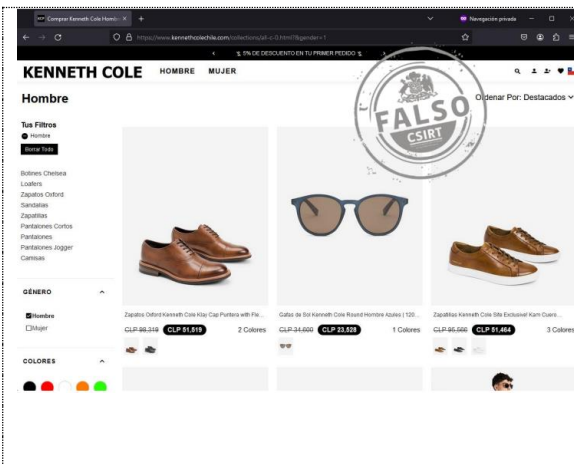 Comprar Kenneth Cole Hombr
Navegación privada
https://www.kennethcolechile.com/collections/all-c-0.html?&gender=1
5% DE DESCUENTO EN TU PRIMER PEDIDO
KENNETH COLE HOMBRE MUJER
FALSO
CSIRT
Hombre
Ordenar Por: Destacados
Tus Filtros
Hombre
Borrar Todo
Botines Chelsea
Loafers
Zapatos Oxford
Sandalias
Zapatillas
Pantalones Cortos
Pantalones
Pantalones Jogger
Camisas
GÉNERO
Hombre
Mujer
COLORES
Zapatos Oxford Kenneth Cole Klay Cap Puntera with Fle...
CLP 98,319 CLP 51,519 2 Colores
Gafas de Sol Kenneth Cole Round Hombre Azules | 120...
CLP 34,600 CLP 23,528 1 Colores
Zapatillas Kenneth Cole Site Exclusive! Kam Cuero...
CLP 95,560 CLP 51,464 3 Colores